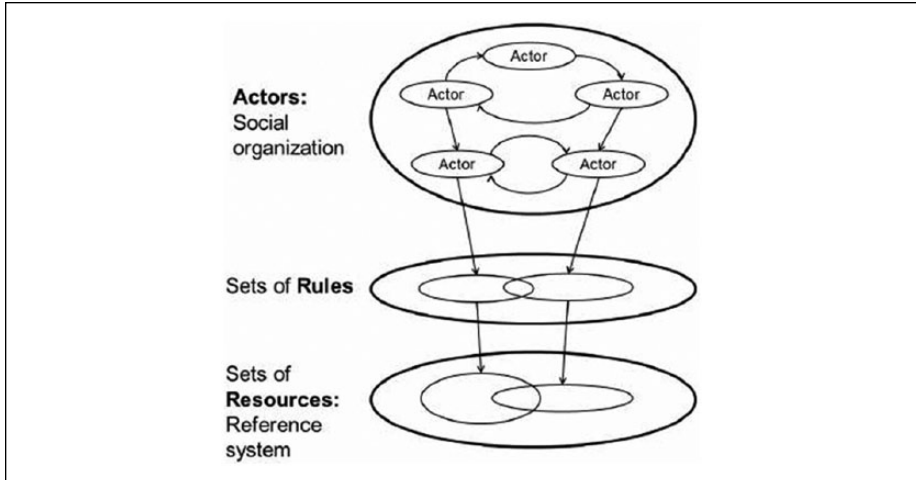 Actor
Actors:
Actor
Actor
Social
organization
Actor
Actor
Sets of Rules
Sets of
Resources:
Reference
system